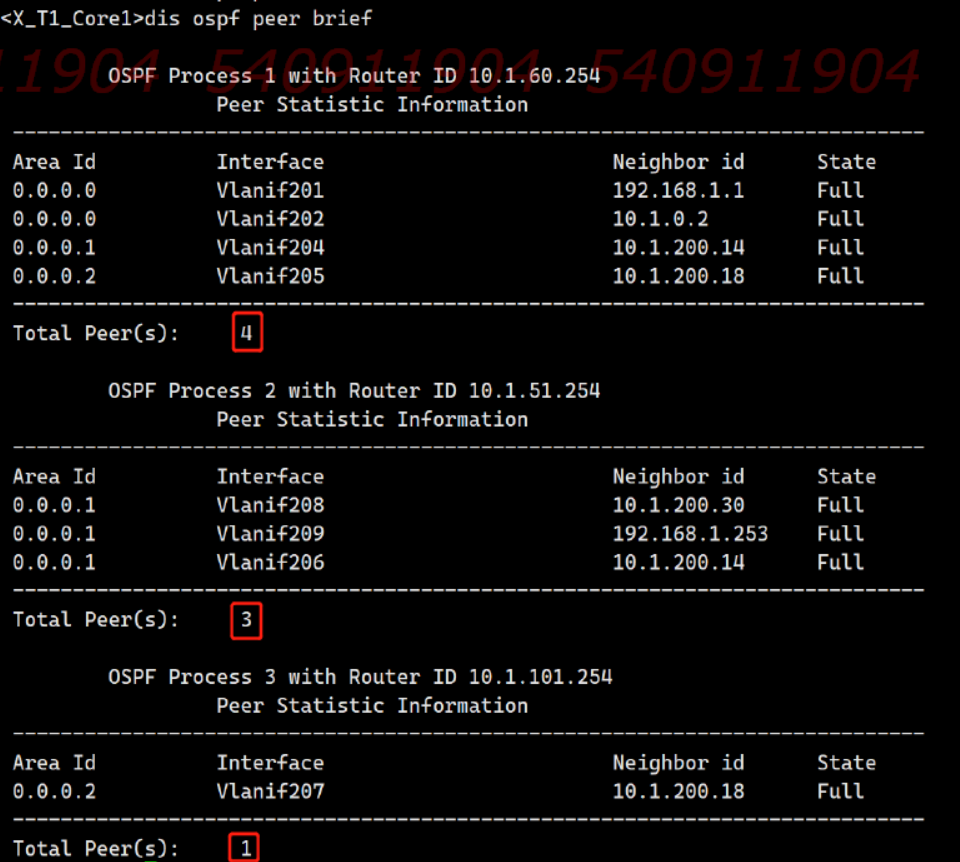 <X_T1_Core1>dis ospf peer brief
11904 540911904 540911904
OSPF Process 1 with Router ID 10.1.60.254
Peer Statistic Information
----------------------------------------------------------------------------
Area Id Interface Neighbor id State
0.0.0.0 Vlanif201 192.168.1.1 Full
0.0.0.0 Vlanif202 10.1.0.2 Full
0.0.0.1 Vlanif204 10.1.200.14 Full
0.0.0.2 Vlanif205 10.1.200.18 Full
----------------------------------------------------------------------------
Total Peer(s): 4
OSPF Process 2 with Router ID 10.1.51.254
Peer Statistic Information
----------------------------------------------------------------------------
Area Id Interface Neighbor id State
0.0.0.1 Vlanif208 10.1.200.30 Full
0.0.0.1 Vlanif209 192.168.1.253 Full
0.0.0.1 Vlanif206 10.1.200.14 Full
----------------------------------------------------------------------------
Total Peer(s): 3
OSPF Process 3 with Router ID 10.1.101.254
Peer Statistic Information
----------------------------------------------------------------------------
Area Id Interface Neighbor id State
0.0.0.2 Vlanif207 10.1.200.18 Full
----------------------------------------------------------------------------
Total Peer(s): 1